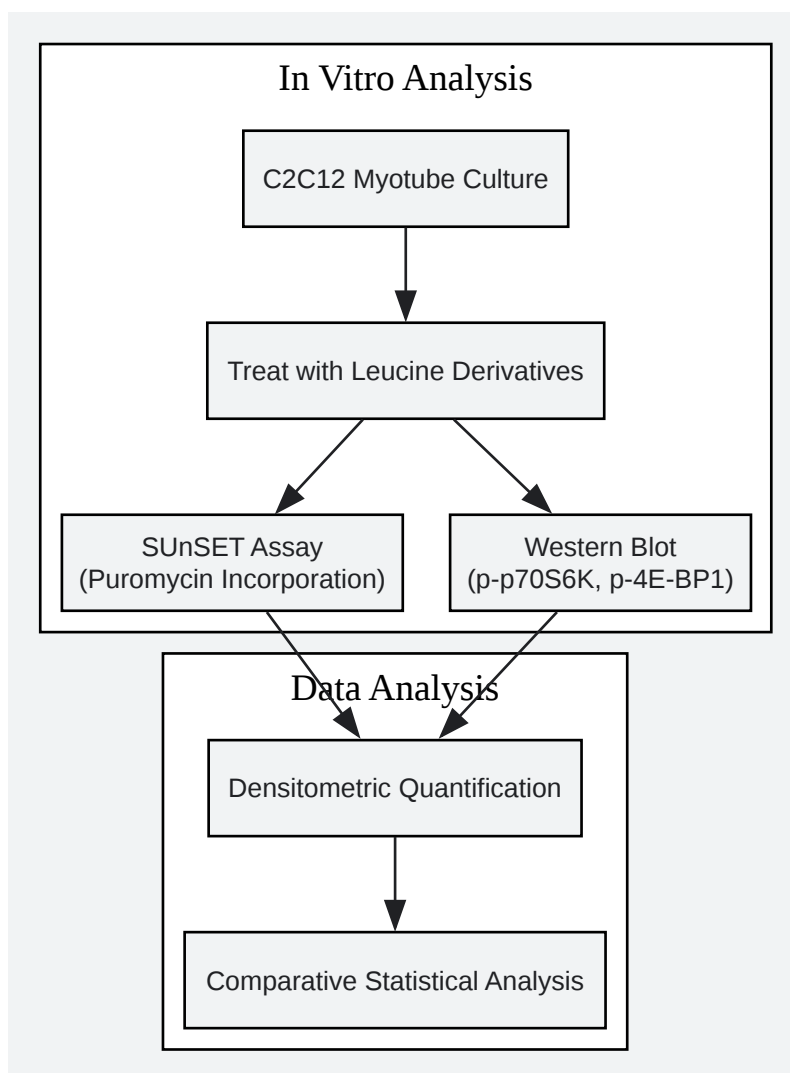 In Vitro Analysis
C2C12 Myotube Culture
Treat with Leucine Derivatives
SUnSET Assay
(Puromycin Incorporation)
Western Blot
(p-p70S6K, p-4E-BP1)
Data Analysis
Densitometric Quantification
Comparative Statistical Analysis